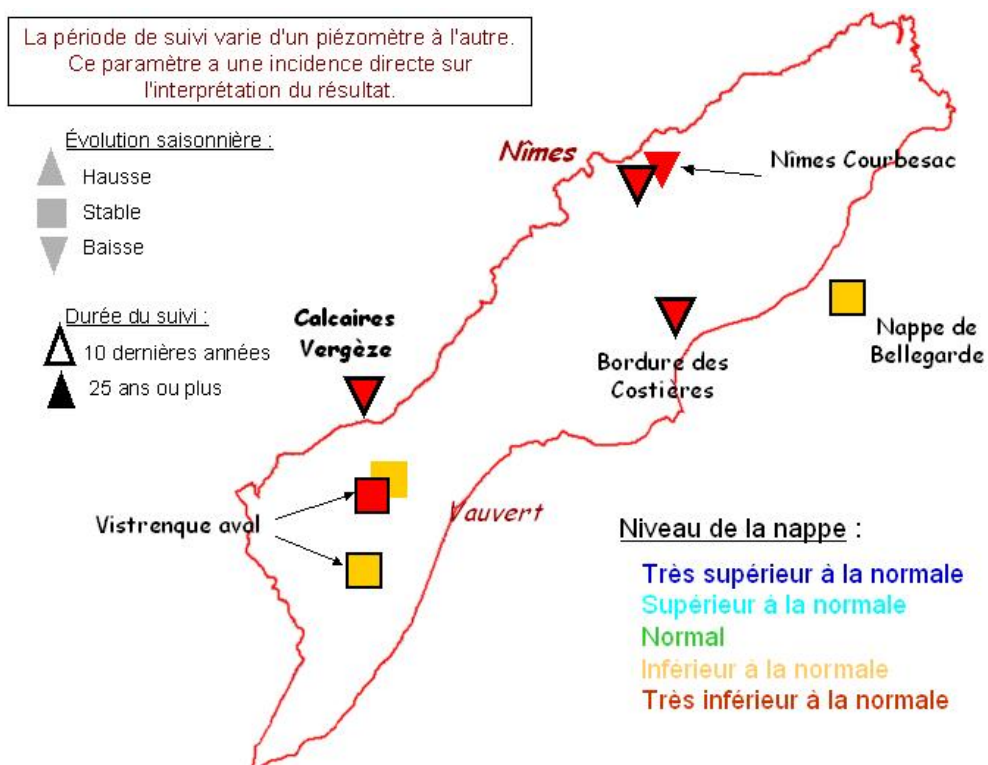 La période de suivi varie d'un piézomètre à l'autre.
Ce paramètre a une incidence directe sur
l'interprétation du résultat.
Évolution saisonnière :
Hausse
Stable
Baisse
Durée du suivi :
10 dernières années
25 ans ou plus
Nîmes
Nîmes Courbesac
Calcaires
Vergèze
Bordure des
Costières
Nappe de
Bellegarde
Vistrenque aval
Vauvert
Niveau de la nappe :
Très supérieur à la normale
Supérieur à la normale
Normal
Inférieur à la normale
Très inférieur à la normale